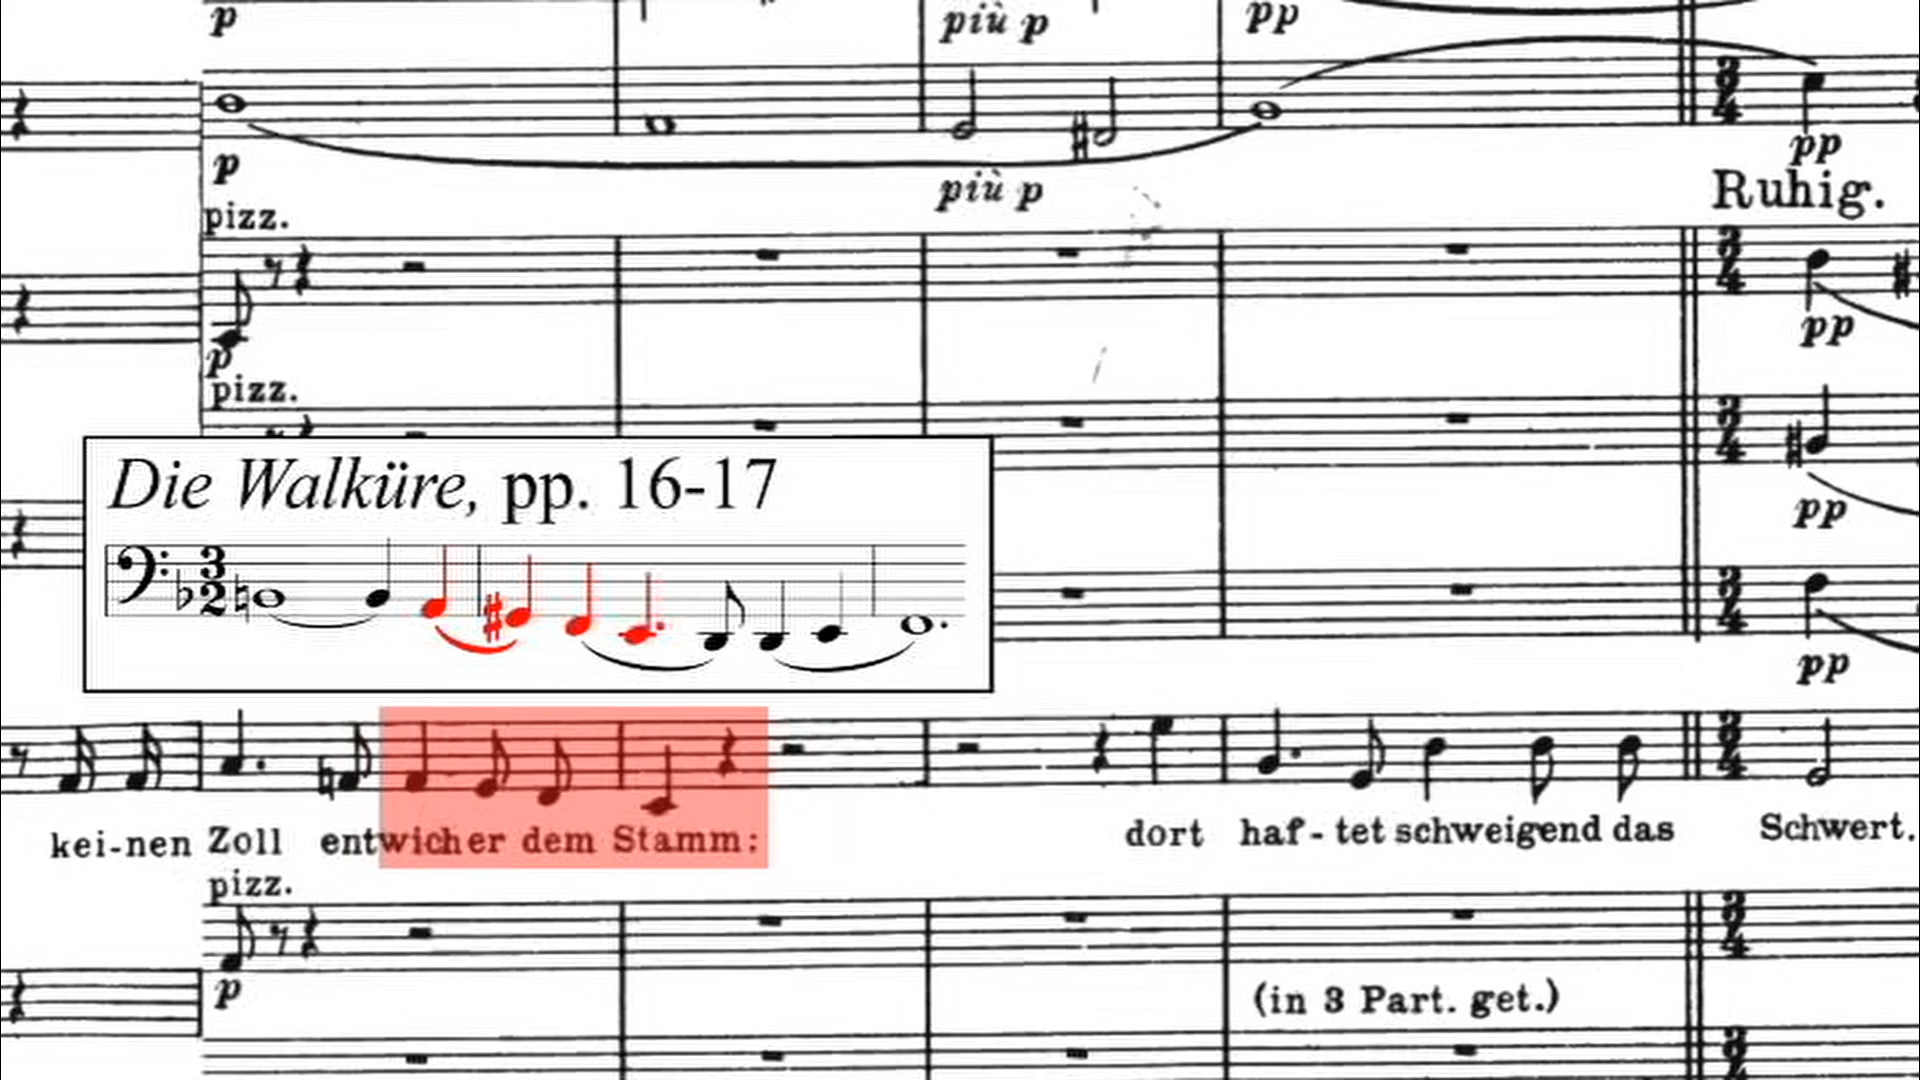 p più p pp
p più p pp
Ruhig.
pizz.
p pp
pizz.
pp
Die Walküre, pp. 16-17
pp
kei-nen Zoll entwich er dem Stamm: dort haf-tet schweigend das Schwert.
pizz.
p (in 3 Part. get.)